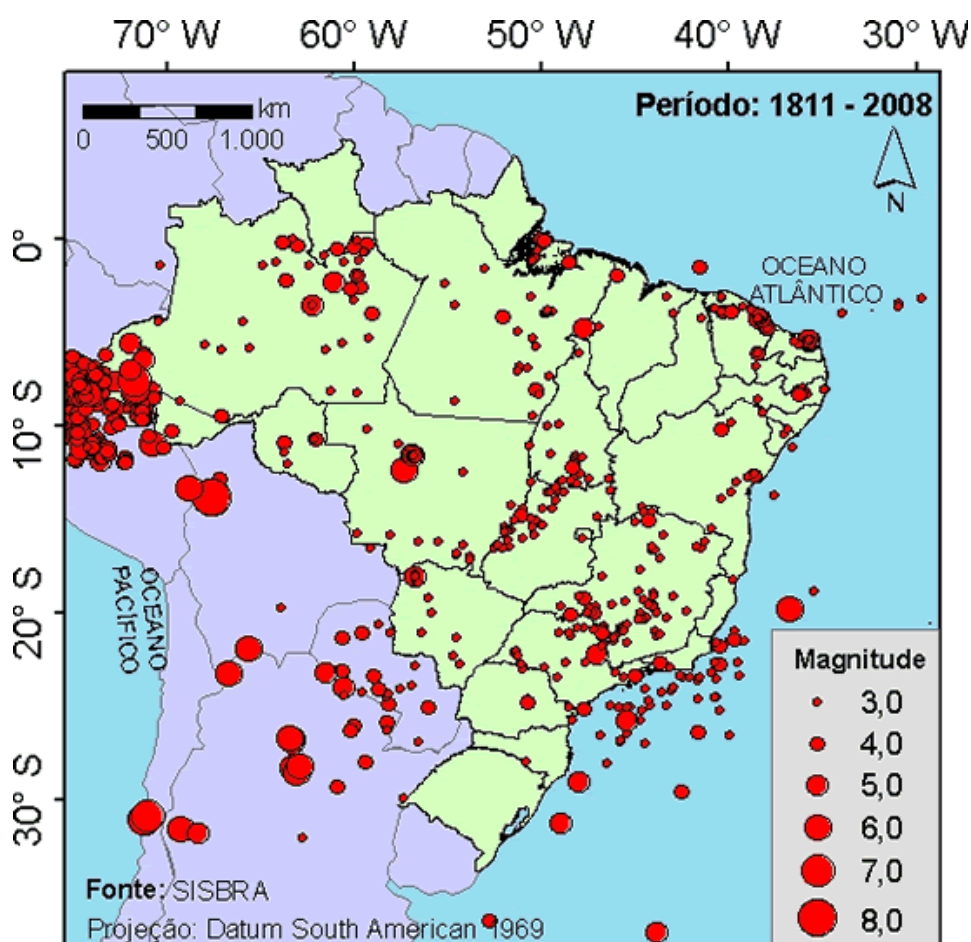 70° W 60° W 50° W 40° W 30° W
km
0 500 1.000
Período: 1811 - 2008
N
0°
OCEANO
ATLÂNTICO
10° S
OCEANO
PACÍFICO
20° S
30° S
Magnitude
3,0
4,0
5,0
6,0
7,0
8,0
Fonte: SISBRA
Projeção: Datum South American 1969